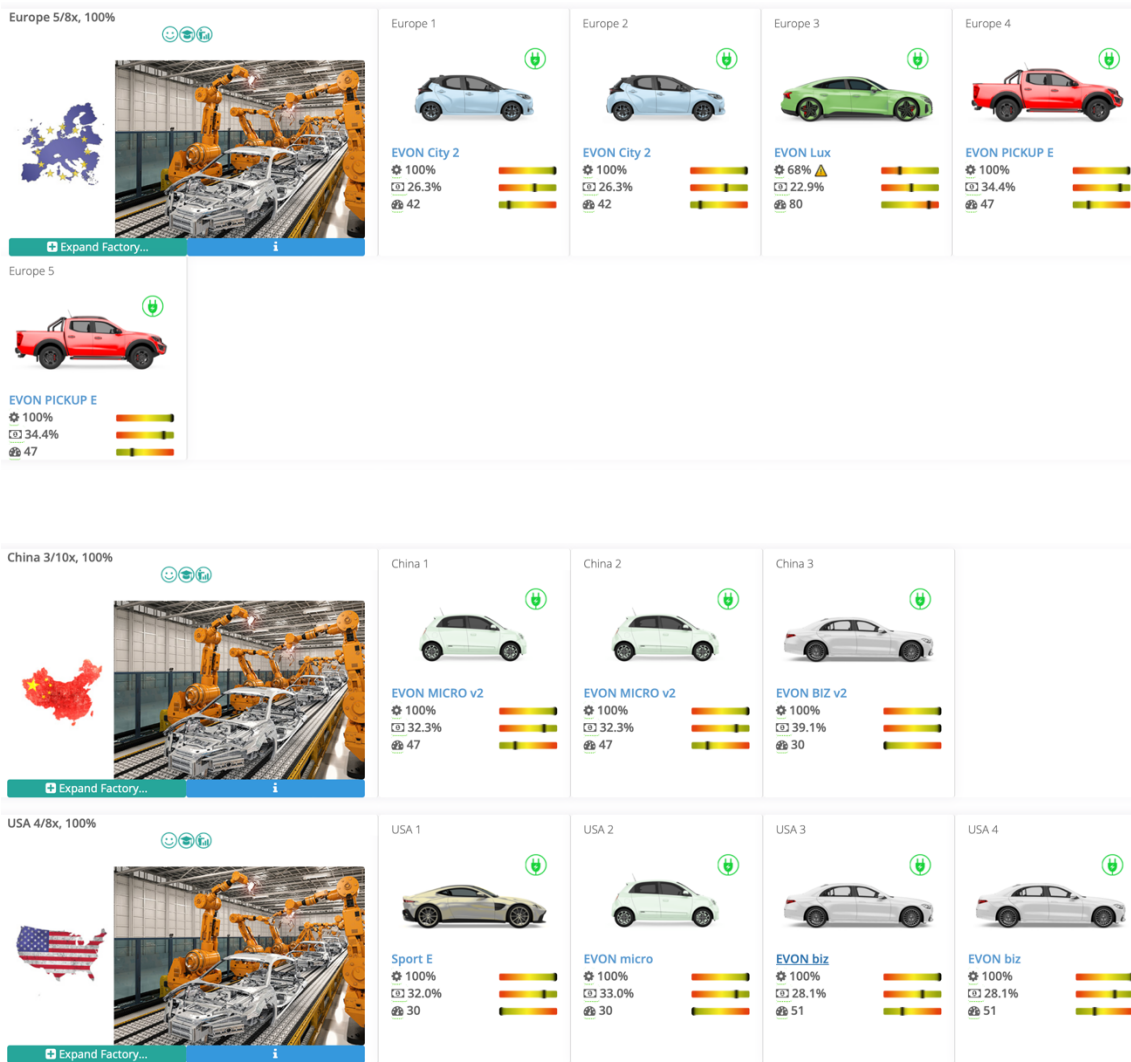 Europe 5/8x, 100%
Expand Factory...
i
Europe 1
EVON City 2
100%
26.3%
42
Europe 2
EVON City 2
100%
26.3%
42
Europe 3
EVON Lux
68%
22.9%
80
Europe 4
EVON PICKUP E
100%
34.4%
47
Europe 5
EVON PICKUP E
100%
34.4%
47
China 3/10x, 100%
Expand Factory...
i
China 1
EVON MICRO v2
100%
32.3%
47
China 2
EVON MICRO v2
100%
32.3%
47
China 3
EVON BIZ v2
100%
39.1%
30
USA 4/8x, 100%
Expand Factory...
i
USA 1
Sport E
100%
32.0%
30
USA 2
EVON micro
100%
33.0%
30
USA 3
EVON biz
100%
28.1%
51
USA 4
EVON biz
100%
28.1%
51